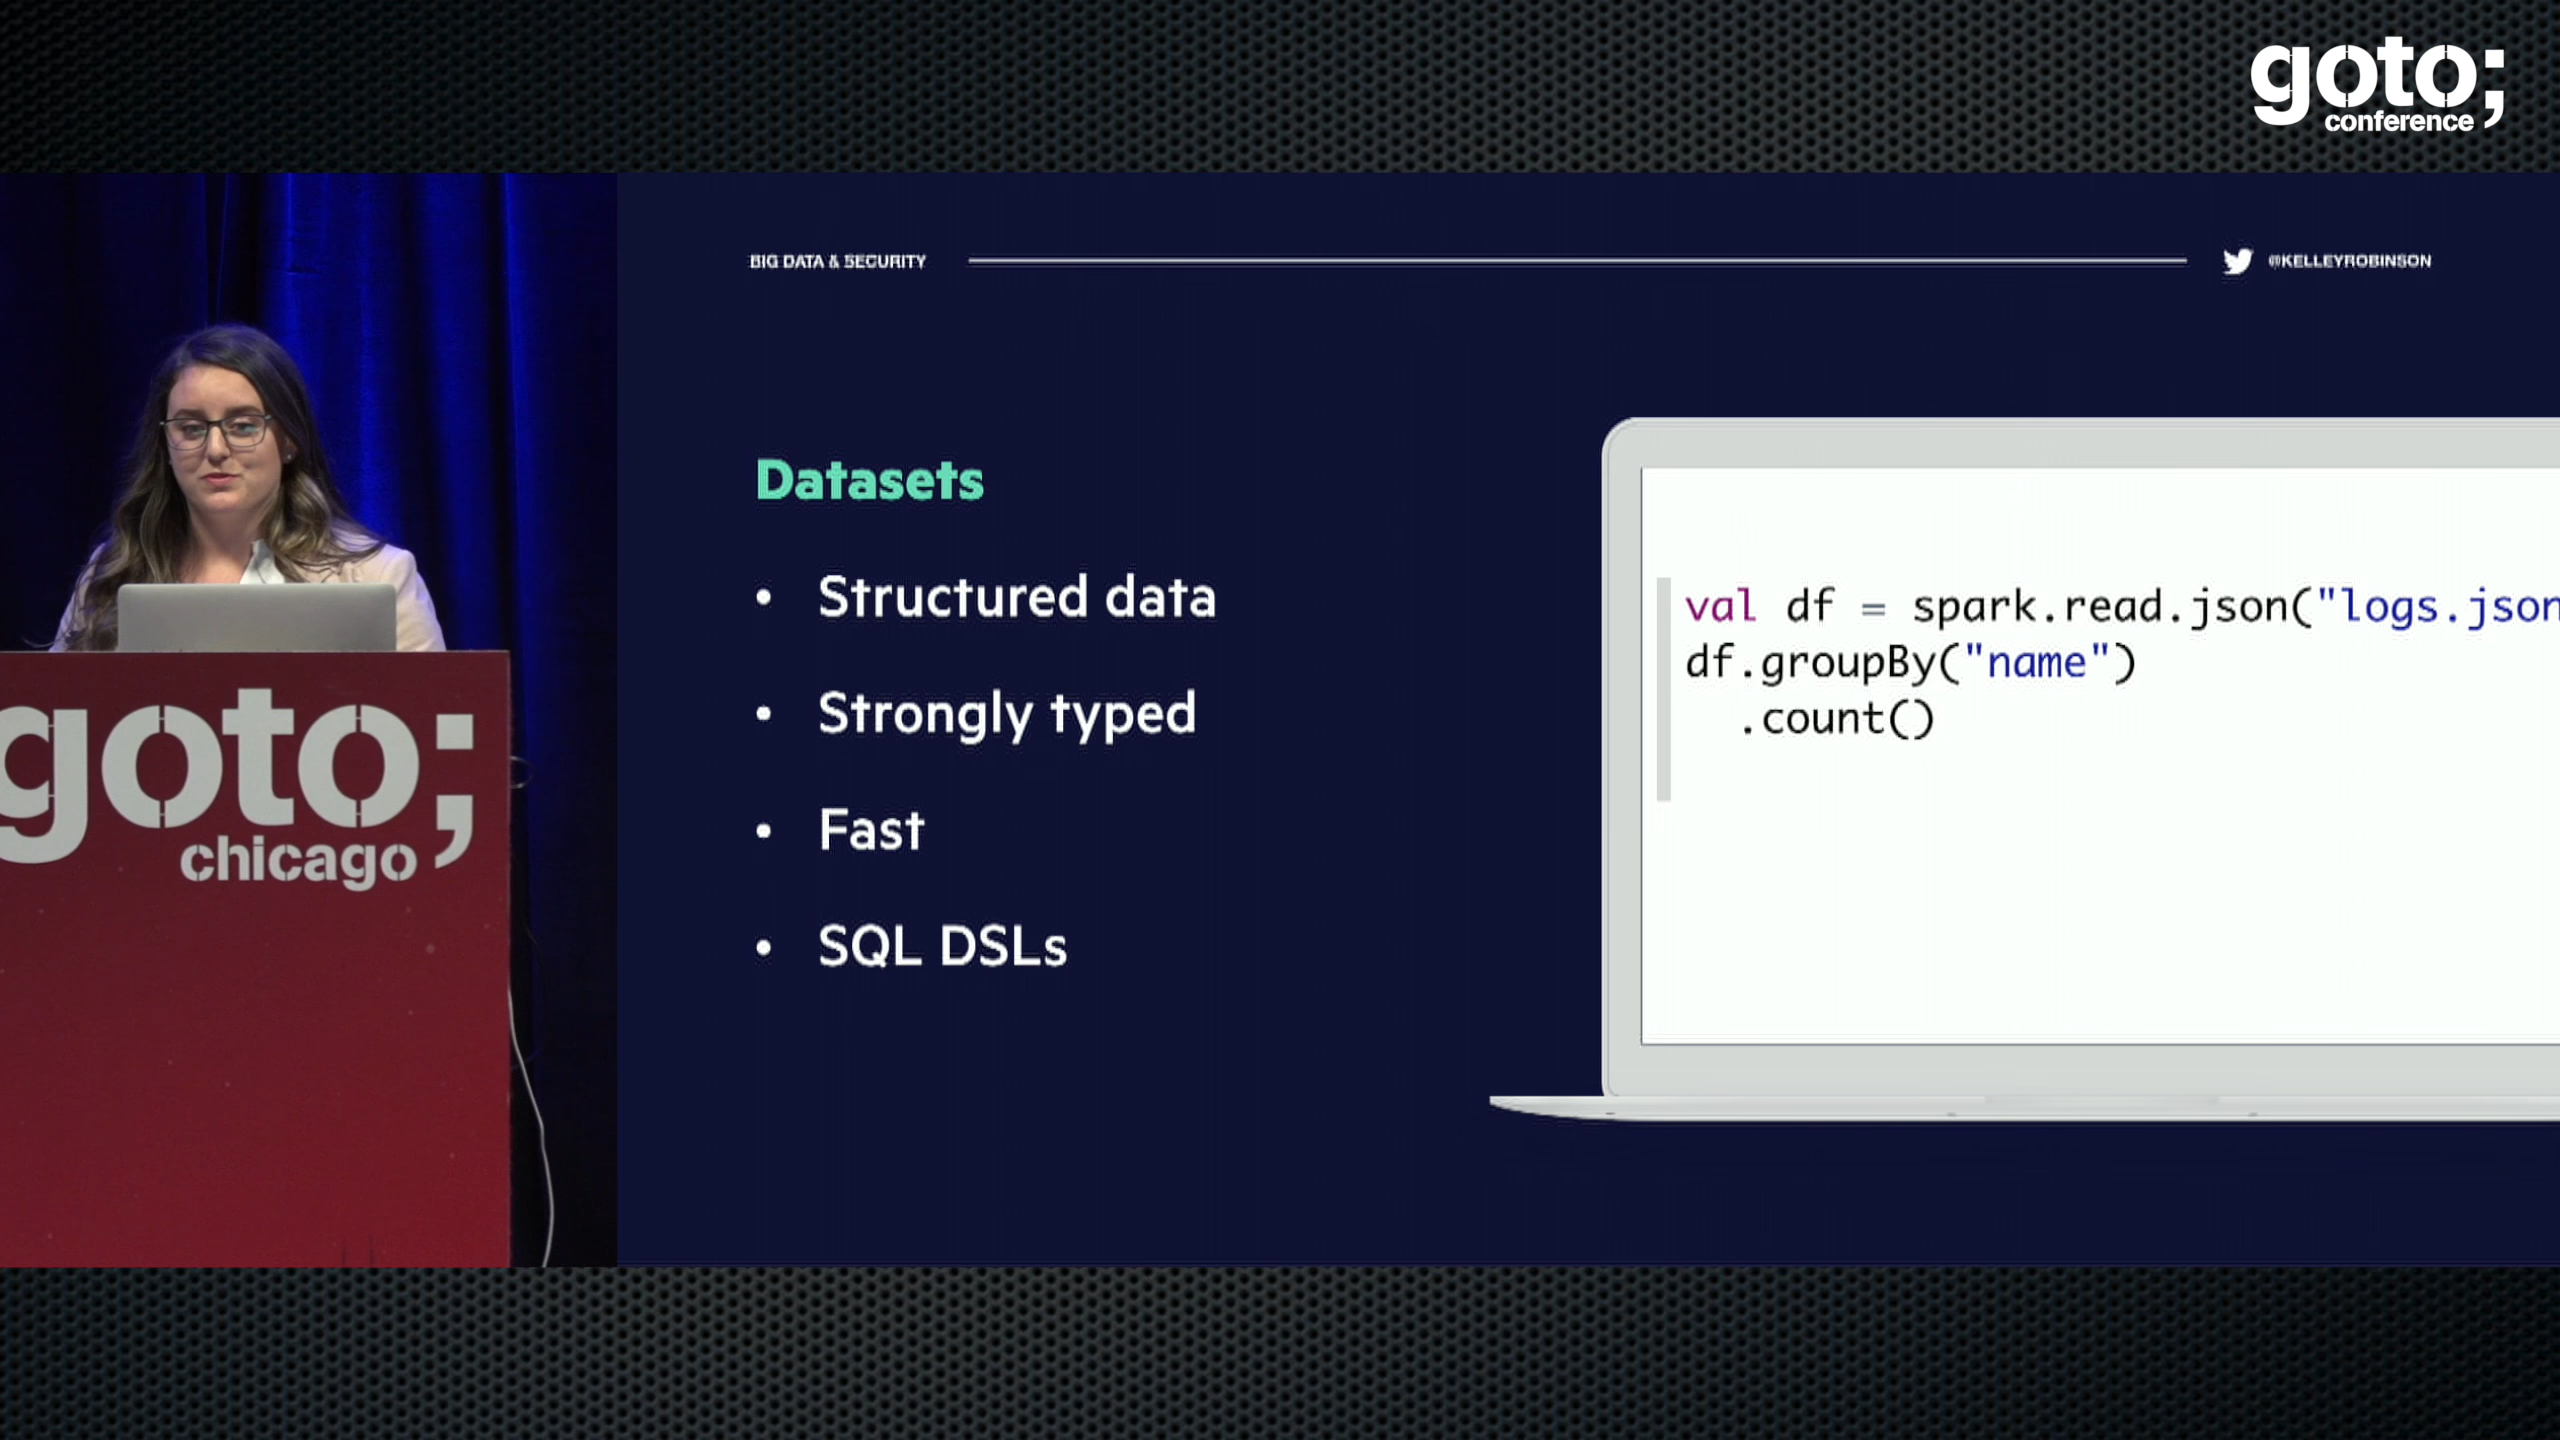 goto;
conference
BIG DATA & SECURITY
@KELLEYROBINSON
Datasets
• Structured data
• Strongly typed
• Fast
• SQL DSLs
val df = spark.read.json("logs.json
df.groupBy("name")
.count()
goto;
chicago